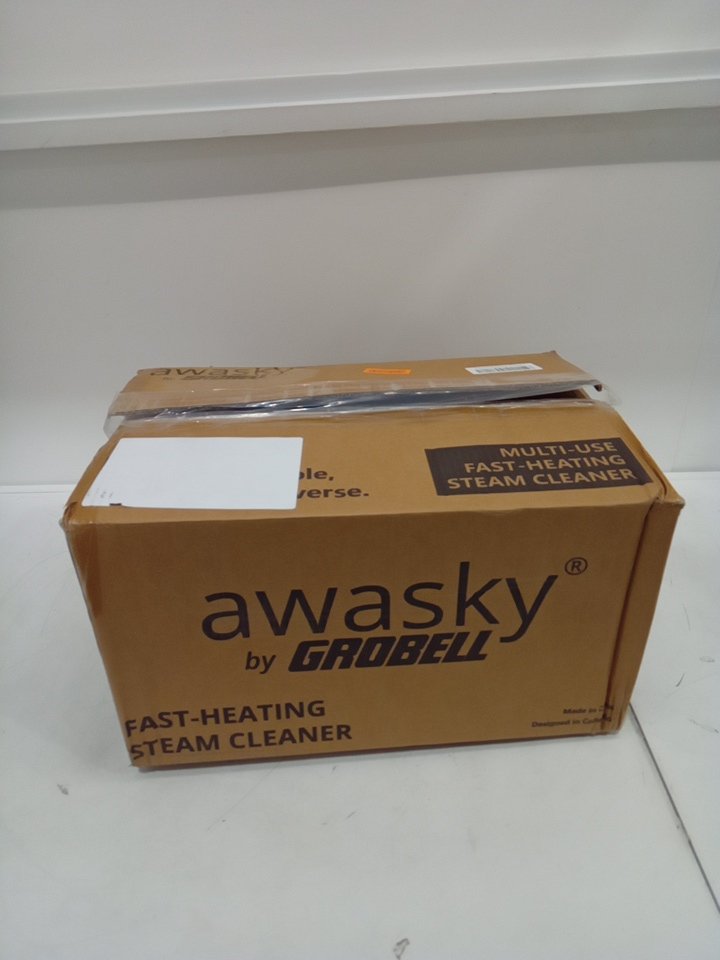 awasky
by GROBELL
MULTI-USE
FAST-HEATING
STEAM CLEANER
verse.
awasky®
by GROBELL
FAST-HEATING
STEAM CLEANER
Made in
Designed in